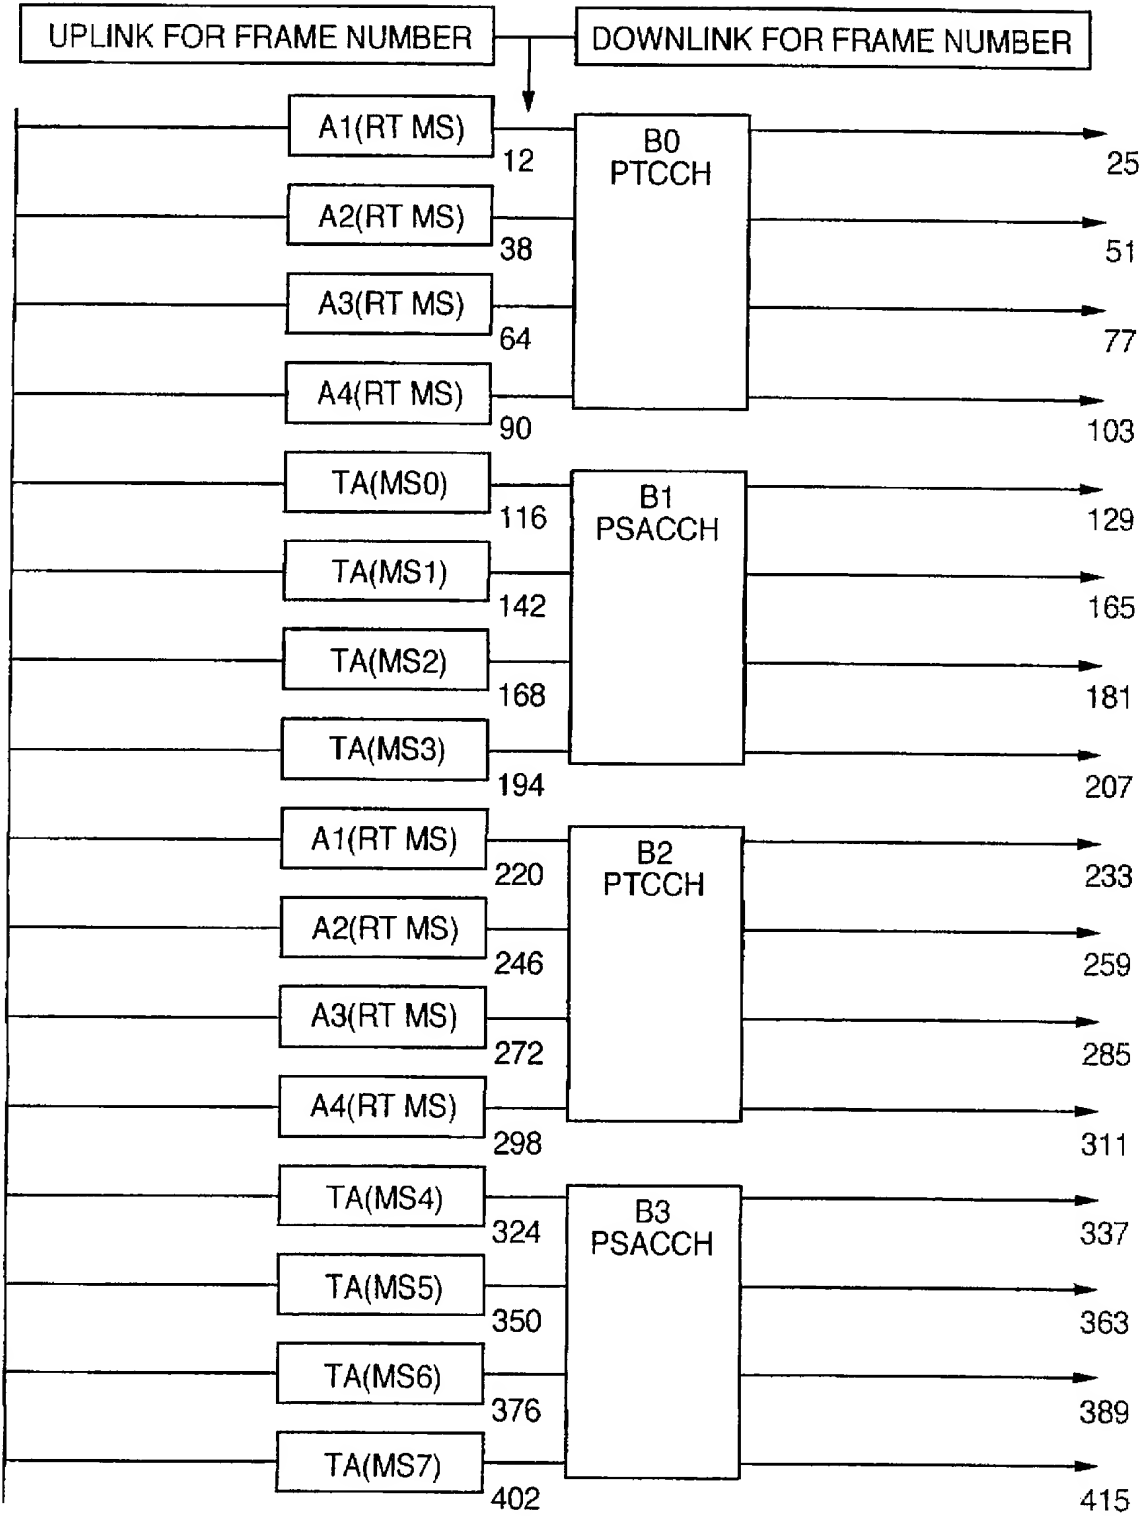 UPLINK FOR FRAME NUMBER
DOWNLINK FOR FRAME NUMBER
A1(RT MS)
12
B0
PTCCH
25
A2(RT MS)
38
51
A3(RT MS)
64
77
A4(RT MS)
90
103
TA(MS0)
116
B1
PSACCH
129
TA(MS1)
142
165
TA(MS2)
168
181
TA(MS3)
194
207
A1(RT MS)
220
B2
PTCCH
233
A2(RT MS)
246
259
A3(RT MS)
272
285
A4(RT MS)
298
311
TA(MS4)
324
B3
PSACCH
337
TA(MS5)
350
363
TA(MS6)
376
389
TA(MS7)
402
415